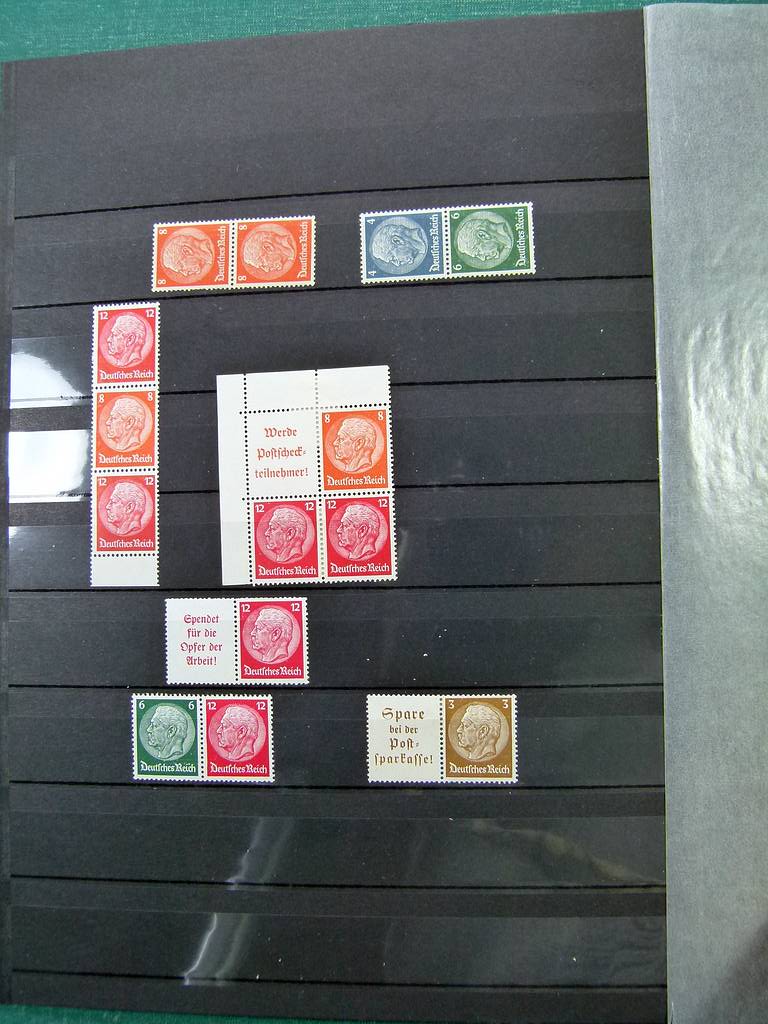 8 Deutsches Reich
8 Deutsches Reich
4 4 Deutsches Reich
6 6 Deutsches Reich
12 12
Deutsches Reich
8 8
Deutsches Reich
12 12
Deutsches Reich
Werde
Postscheck-
teilnehmer!
8 8
Deutsches Reich
12 12
Deutsches Reich
12 12
Deutsches Reich
Spendet
für die
Opfer der
Arbeit!
12 12
Deutsches Reich
6 6
Deutsches Reich
12 12
Deutsches Reich
Spare
bei der
Post-
sparkasse!
3 3
Deutsches Reich